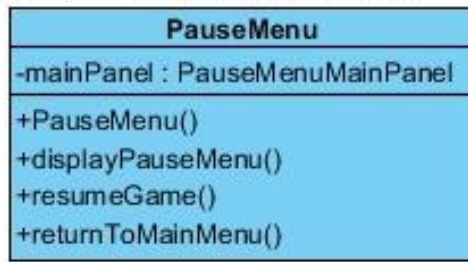 PauseMenu
-mainPanel : PauseMenuMainPanel
+PauseMenu()
+displayPauseMenu()
+resumeGame()
+returnToMainMenu()